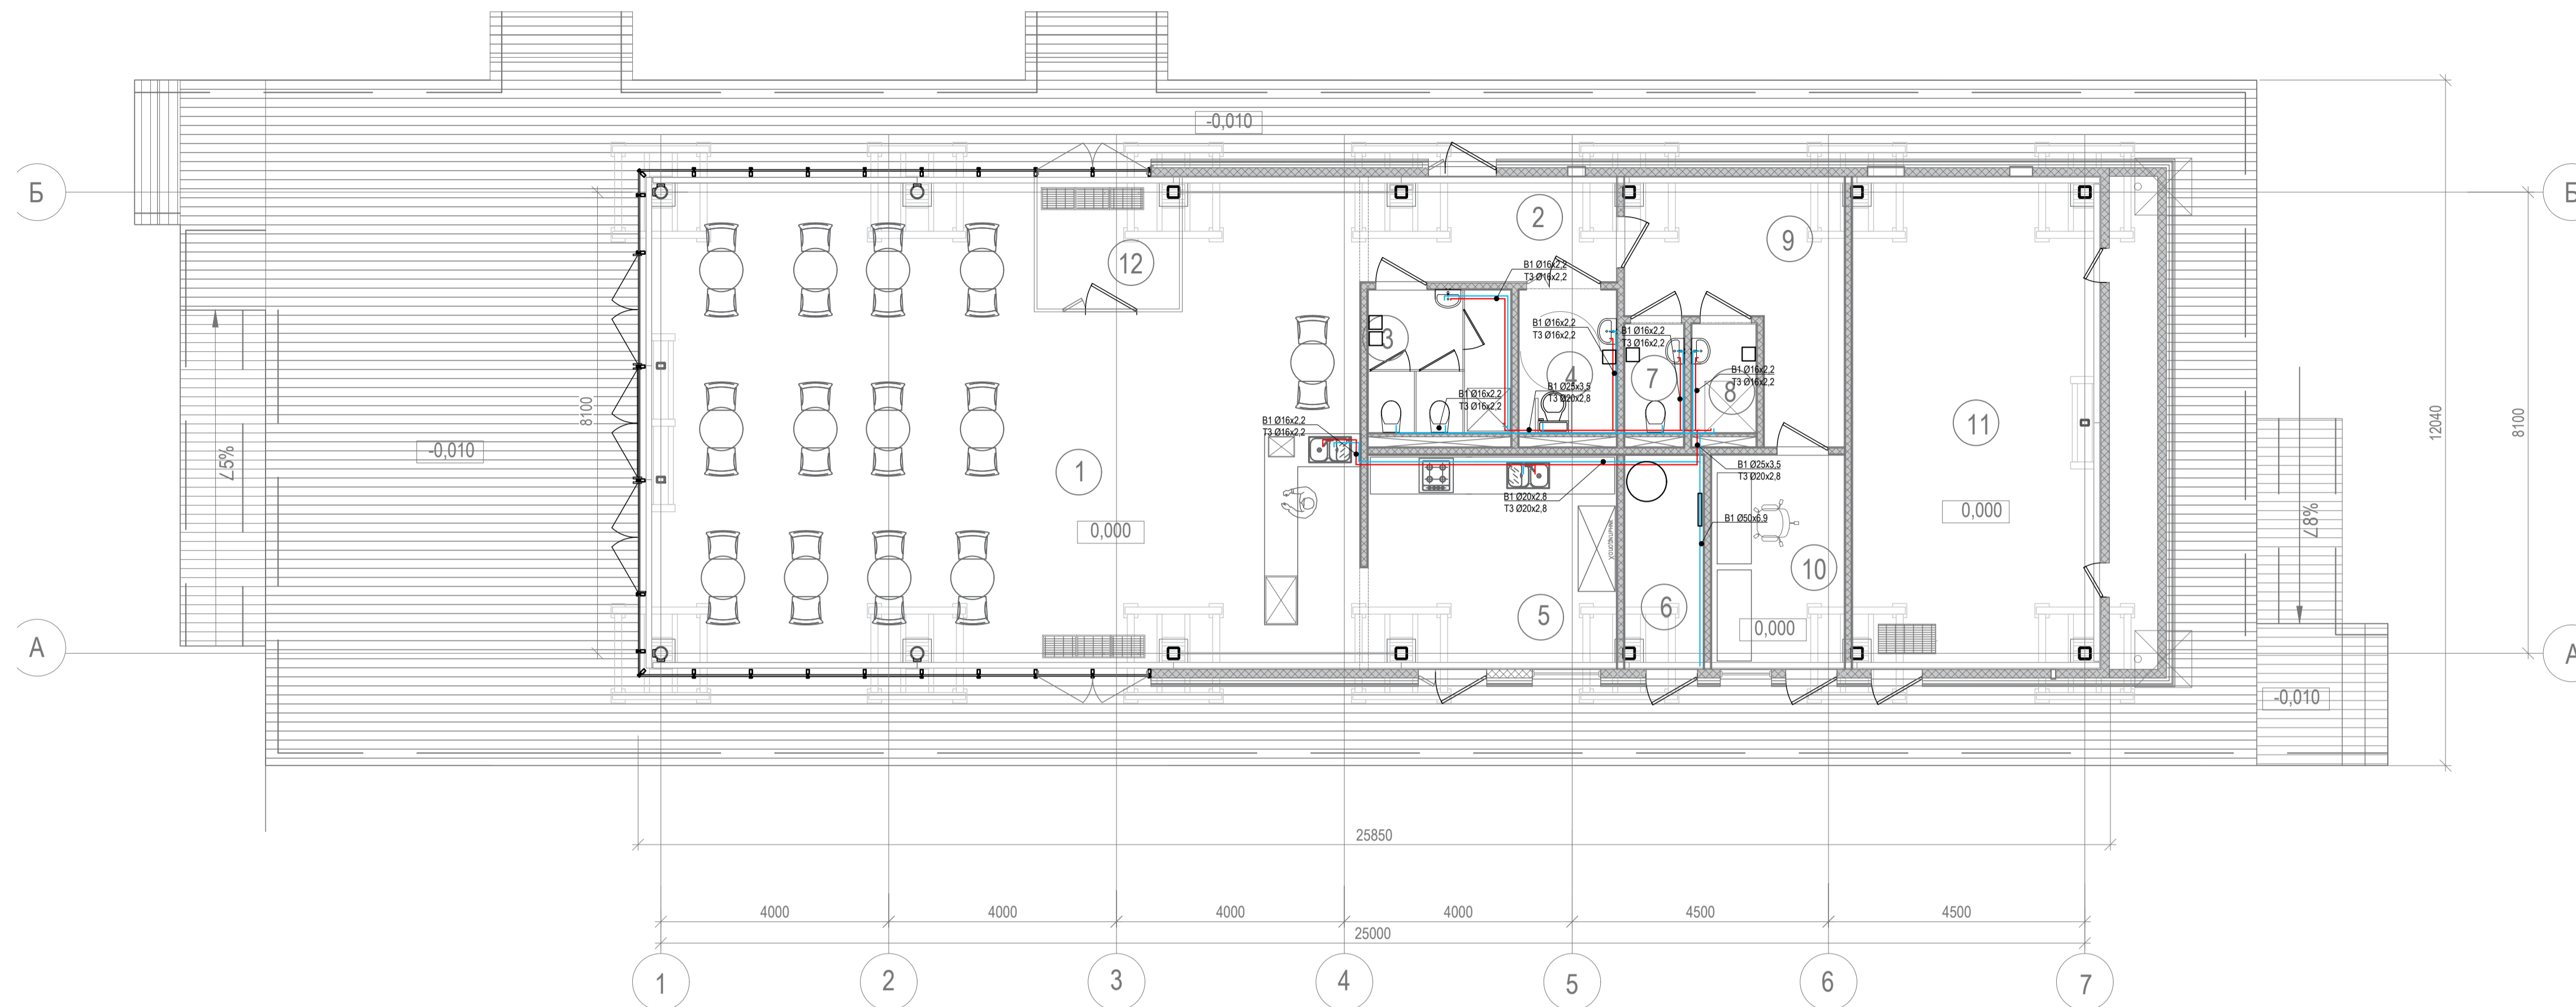 -0,010
Б
Б
2
9
12
В1 Ø16x2,2
Т3 Ø16x2,2
В1 Ø16x2,2
Т3 Ø16x2,2
В1 Ø16x2,2
Т3 Ø16x2,2
3
4
7
8
В1 Ø16x2,2
Т3 Ø16x2,2
В1 Ø25x3,5
Т3 Ø20x2,8
В1 Ø16x2,2
Т3 Ø16x2,2
8100
11
12040
8100
В1 Ø16x2,2
Т3 Ø16x2,2
-0,010
∠5%
1
В1 Ø25x3,5
Т3 Ø20x2,8
В1 Ø20x2,8
Т3 Ø20x2,8
0,000
0,000
∠8%
В1 Ø50x6,9
холодильник
10
6
5
0,000
А
А
-0,010
25850
4000
4000
4000
4000
4500
4500
25000
1
2
3
4
5
6
7